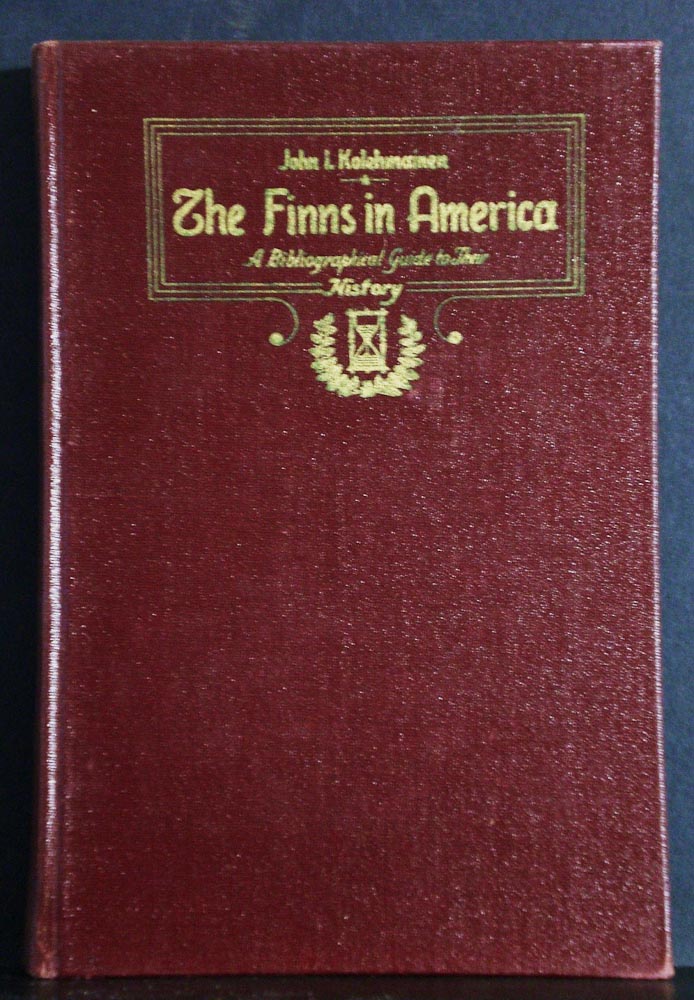 John I. Kolehmainen
The Finns in America
A Bibliographical Guide to Their
History